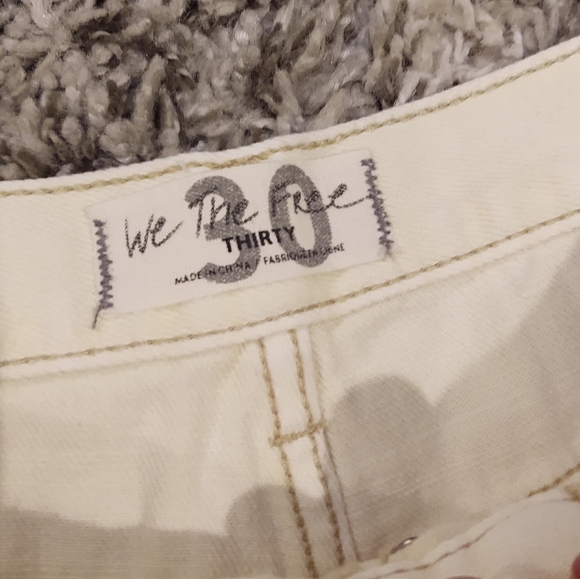 We The Free
30
THIRTY
MADE IN CHINA / FABRIQUÉ EN CHINE